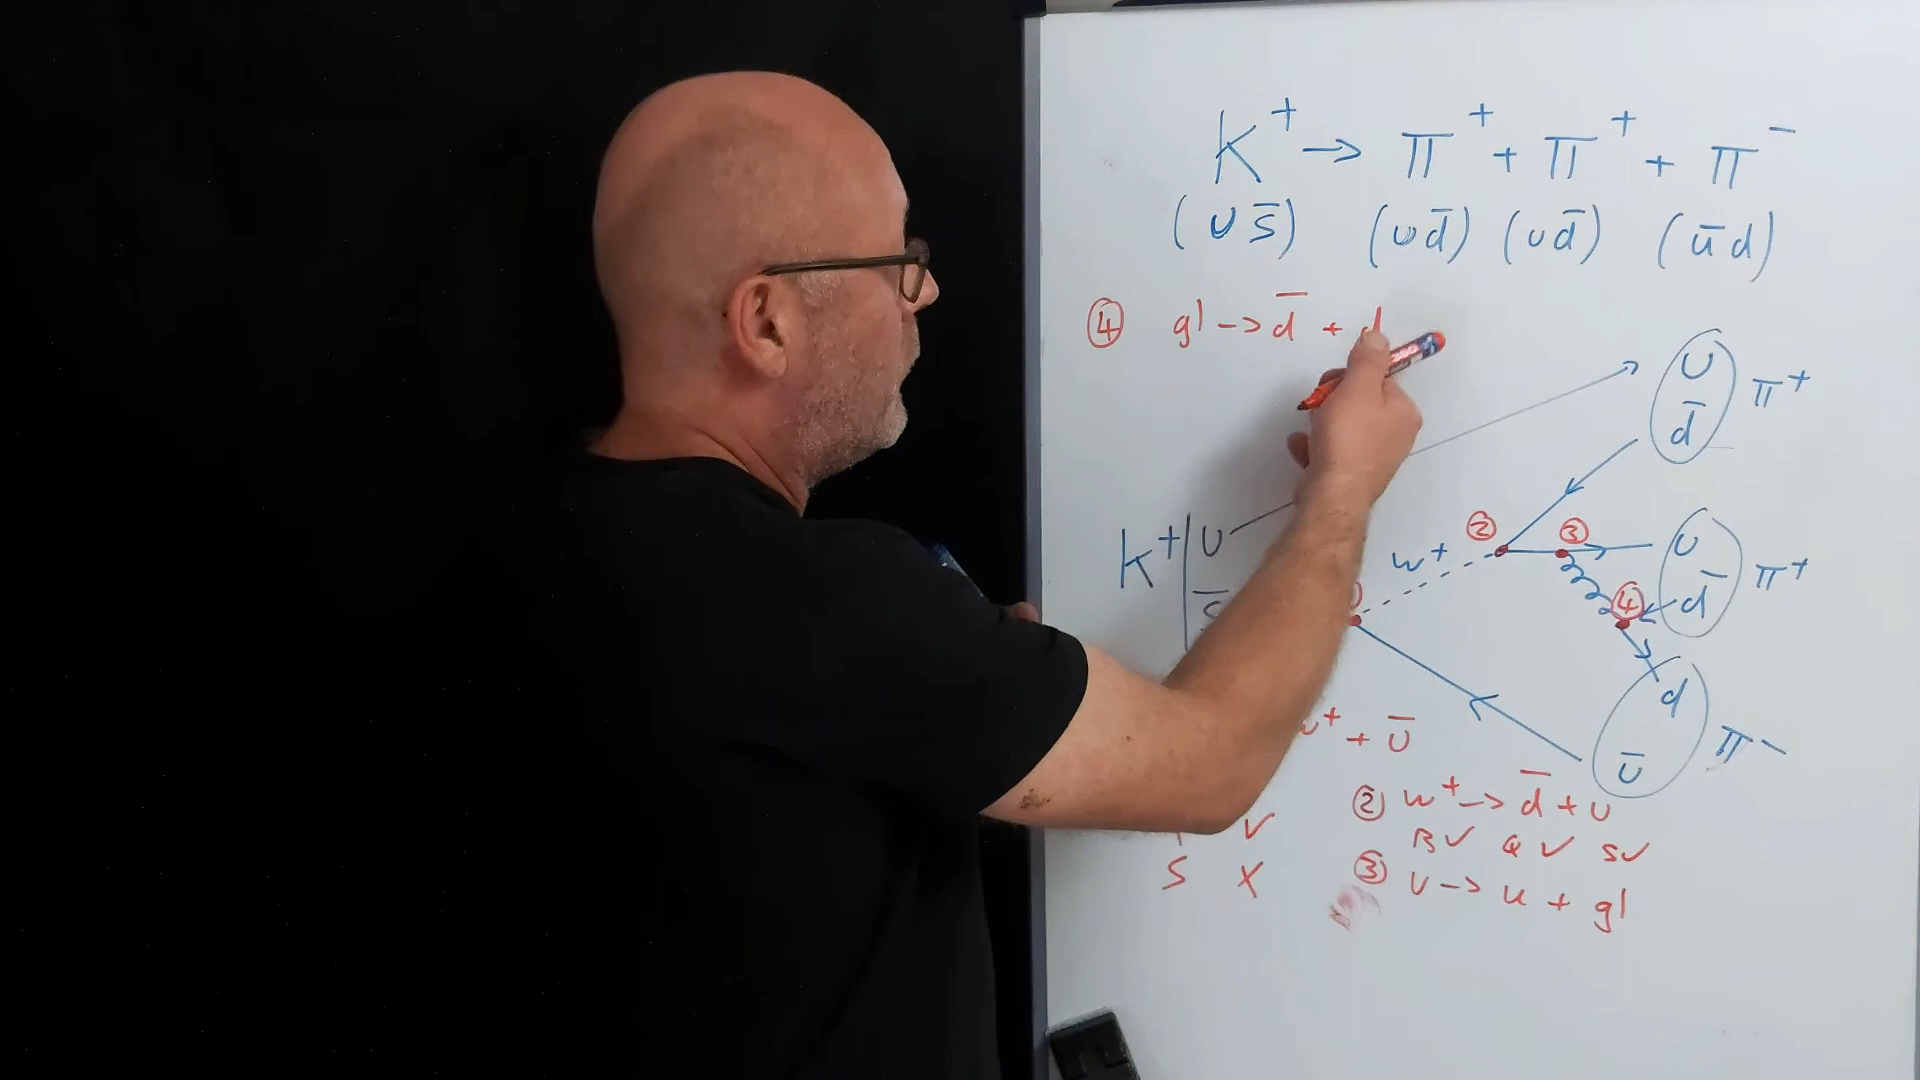 K⁺ → π⁺ + π⁺ + π⁻
(u s̄) (u d̄) (u d̄) (ū d)
④ gl → d̄ + d
u π⁺
d̄
K⁺ u
s̄
w⁺ ② ③ u π⁺
④ d̄
d π⁻
ū
w⁺ + ū
② w⁺ → d̄ + u
✓ B ✓ Q ✓ S ✓
S X ③ u → u + gl